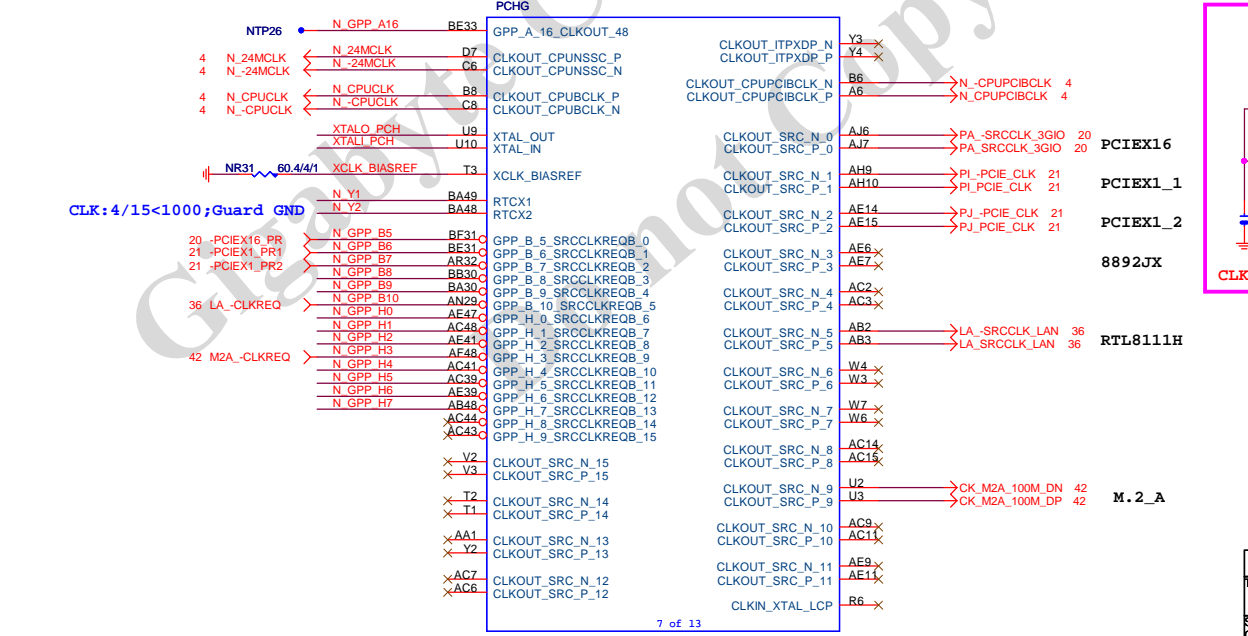 PCHG
NTP26 N_GPP_A16 BE33 GPP_A_16_CLKOUT_48
4 N_24MCLK N_24MCLK D7 CLKOUT_CPUNSSC_P
4 N_-24MCLK N_-24MCLK C6 CLKOUT_CPUNSSC_N
4 N_CPUCLK N_CPUCLK B8 CLKOUT_CPUBCLK_P
4 N_-CPUCLK N_-CPUCLK C8 CLKOUT_CPUBCLK_N
XTALO_PCH U9 XTAL_OUT
XTALI_PCH U10 XTAL_IN
NR31 60.4/4/1 XCLK_BIASREF T3 XCLK_BIASREF
N_Y1 BA49 RTCX1
CLK:4/15<1000;Guard GND N_Y2 BA48 RTCX2
20 -PCIEX16_PR N_GPP_B5 BF31 GPP_B_5_SRCCLKREQB_0
21 -PCIEX1_PR1 N_GPP_B6 BE31 GPP_B_6_SRCCLKREQB_1
21 -PCIEX1_PR2 N_GPP_B7 AR32 GPP_B_7_SRCCLKREQB_2
N_GPP_B8 BB30 GPP_B_8_SRCCLKREQB_3
N_GPP_B9 BA30 GPP_B_9_SRCCLKREQB_4
36 LA_-CLKREQ N_GPP_B10 AN29 GPP_B_10_SRCCLKREQB_5
N_GPP_H0 AE47 GPP_H_0_SRCCLKREQB_6
N_GPP_H1 AC48 GPP_H_1_SRCCLKREQB_7
N_GPP_H2 AE41 GPP_H_2_SRCCLKREQB_8
42 M2A_-CLKREQ N_GPP_H3 AF48 GPP_H_3_SRCCLKREQB_9
N_GPP_H4 AC41 GPP_H_4_SRCCLKREQB_10
N_GPP_H5 AC39 GPP_H_5_SRCCLKREQB_11
N_GPP_H6 AE39 GPP_H_6_SRCCLKREQB_12
N_GPP_H7 AB48 GPP_H_7_SRCCLKREQB_13
AC44 GPP_H_8_SRCCLKREQB_14
AC43 GPP_H_9_SRCCLKREQB_15
V2 CLKOUT_SRC_N_15
V3 CLKOUT_SRC_P_15
T2 CLKOUT_SRC_N_14
T1 CLKOUT_SRC_P_14
AA1 CLKOUT_SRC_N_13
Y2 CLKOUT_SRC_P_13
AC7 CLKOUT_SRC_N_12
AC6 CLKOUT_SRC_P_12
CLKOUT_ITPXDP_N Y3
CLKOUT_ITPXDP_P Y4
CLKOUT_CPUPCIBCLK_N B6 N_-CPUPCIBCLK 4
CLKOUT_CPUPCIBCLK_P A6 N_CPUPCIBCLK 4
CLKOUT_SRC_N_0 AJ6 PA_-SRCCLK_3GIO 20
CLKOUT_SRC_P_0 AJ7 PA_SRCCLK_3GIO 20
PCIEX16
CLKOUT_SRC_N_1 AH9 PI_-PCIE_CLK 21
CLKOUT_SRC_P_1 AH10 PI_PCIE_CLK 21
PCIEX1_1
CLKOUT_SRC_N_2 AE14 PJ_-PCIE_CLK 21
CLKOUT_SRC_P_2 AE15 PJ_PCIE_CLK 21
PCIEX1_2
CLKOUT_SRC_N_3 AE6
CLKOUT_SRC_P_3 AE7
8892JX
CLKOUT_SRC_N_4 AC2
CLKOUT_SRC_P_4 AC3
CLKOUT_SRC_N_5 AB2 LA_-SRCCLK_LAN 36
CLKOUT_SRC_P_5 AB3 LA_SRCCLK_LAN 36
RTL8111H
CLKOUT_SRC_N_6 W4
CLKOUT_SRC_P_6 W3
CLKOUT_SRC_N_7 W7
CLKOUT_SRC_P_7 W6
CLKOUT_SRC_N_8 AC14
CLKOUT_SRC_P_8 AC15
CLKOUT_SRC_N_9 U2 CK_M2A_100M_DN 42
CLKOUT_SRC_P_9 U3 CK_M2A_100M_DP 42
M.2_A
CLKOUT_SRC_N_10 AC9
CLKOUT_SRC_P_10 AC11
CLKOUT_SRC_N_11 AE9
CLKOUT_SRC_P_11 AE11
CLKIN_XTAL_LCP R6
7 of 13
CLK
Gigabyte C
Do not Copy